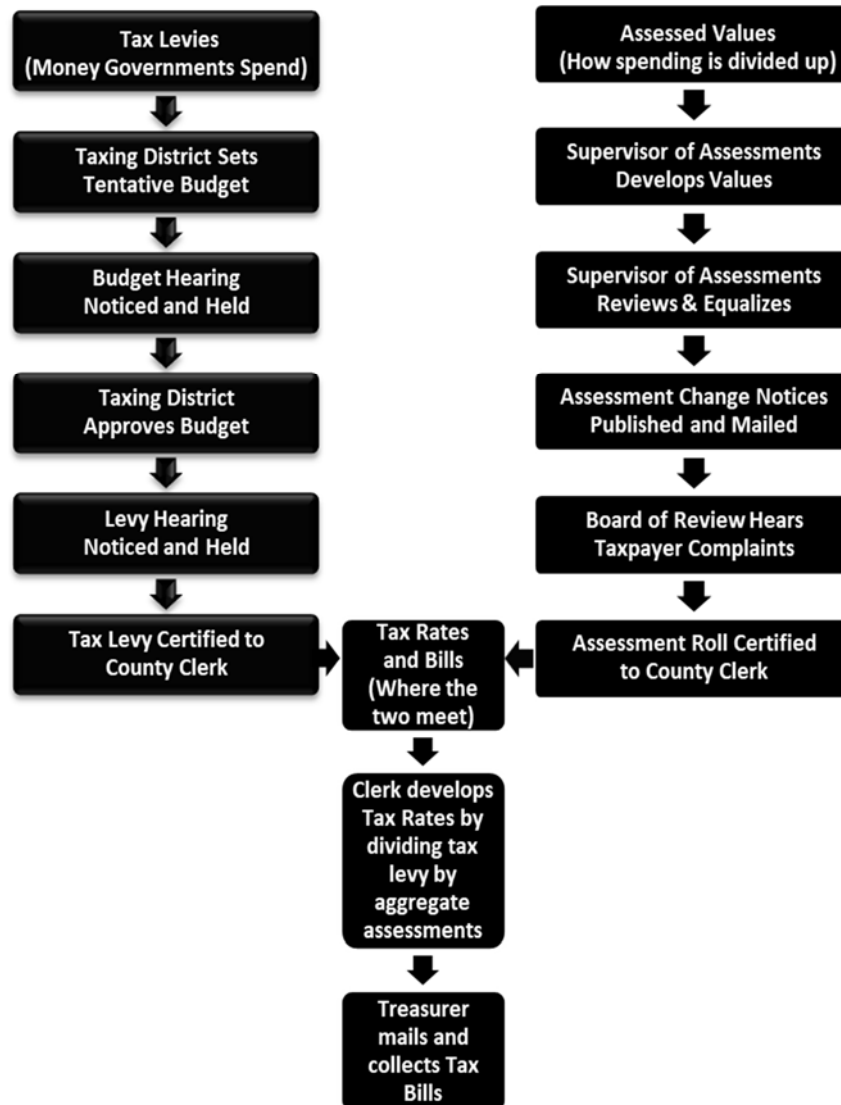 Tax Levies
(Money Governments Spend)
Taxing District Sets
Tentative Budget
Budget Hearing
Noticed and Held
Taxing District
Approves Budget
Levy Hearing
Noticed and Held
Tax Levy Certified to
County Clerk
Assessed Values
(How spending is divided up)
Supervisor of Assessments
Develops Values
Supervisor of Assessments
Reviews & Equalizes
Assessment Change Notices
Published and Mailed
Board of Review Hears
Taxpayer Complaints
Assessment Roll Certified
to County Clerk
Tax Rates
and Bills
(Where the
two meet)
Clerk develops
Tax Rates by
dividing tax
levy by
aggregate
assessments
Treasurer
mails and
collects Tax
Bills